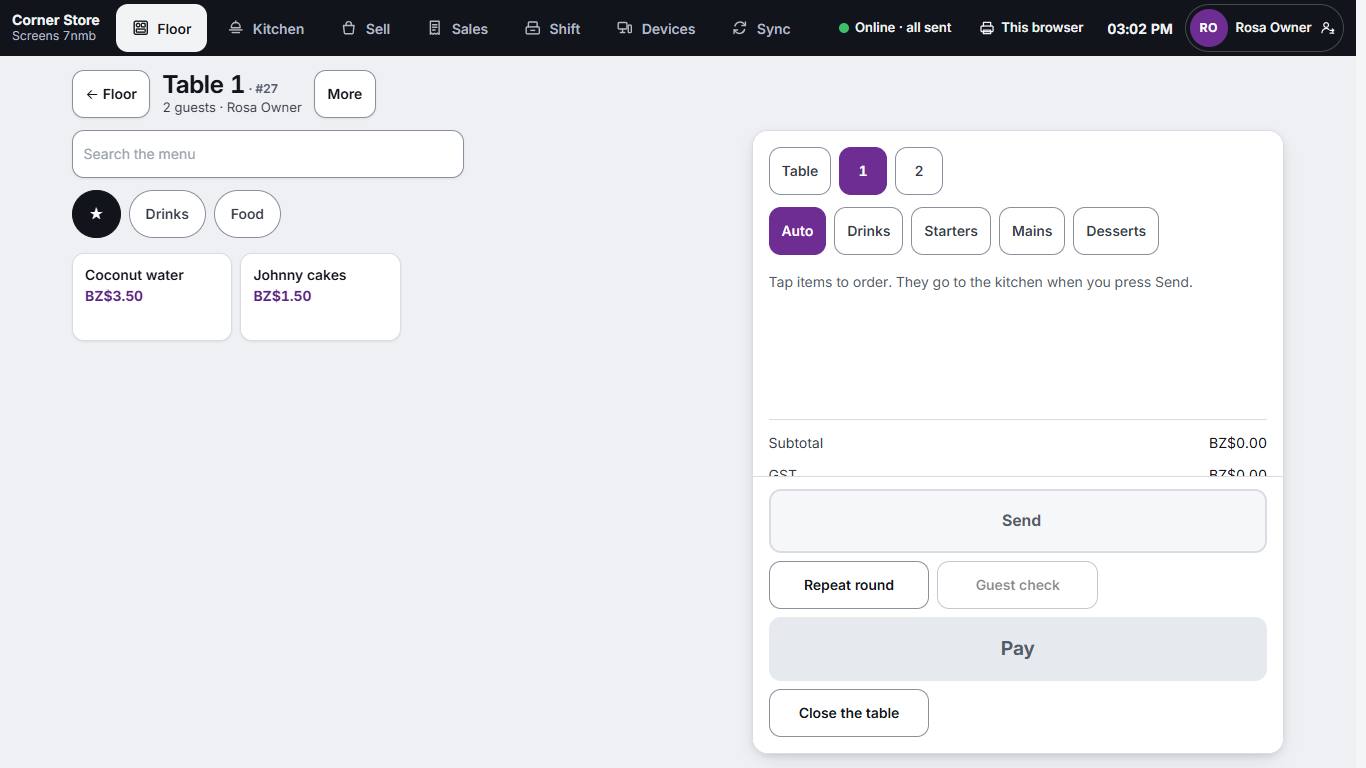 Corner Store
Screens 7nmb
Floor
Kitchen
Sell
Sales
Shift
Devices
Sync
Online · all sent
This browser
03:02 PM
RO
Rosa Owner
← Floor
Table 1 · #27
2 guests · Rosa Owner
More
Search the menu
★
Drinks
Food
Coconut water
BZ$3.50
Johnny cakes
BZ$1.50
Table
1
2
Auto
Drinks
Starters
Mains
Desserts
Tap items to order. They go to the kitchen when you press Send.
Subtotal
BZ$0.00
GST
BZ$0.00
Send
Repeat round
Guest check
Pay
Close the table